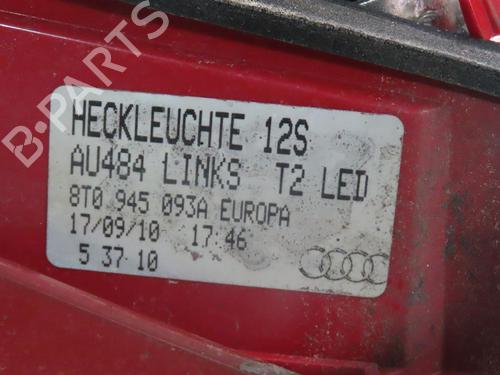 B-PARTS
HECKLEUCHTE 12S
AU484 LINKS T2 LED
8T0 945 093A EUROPA
17/09/10 17:46
5 37 10